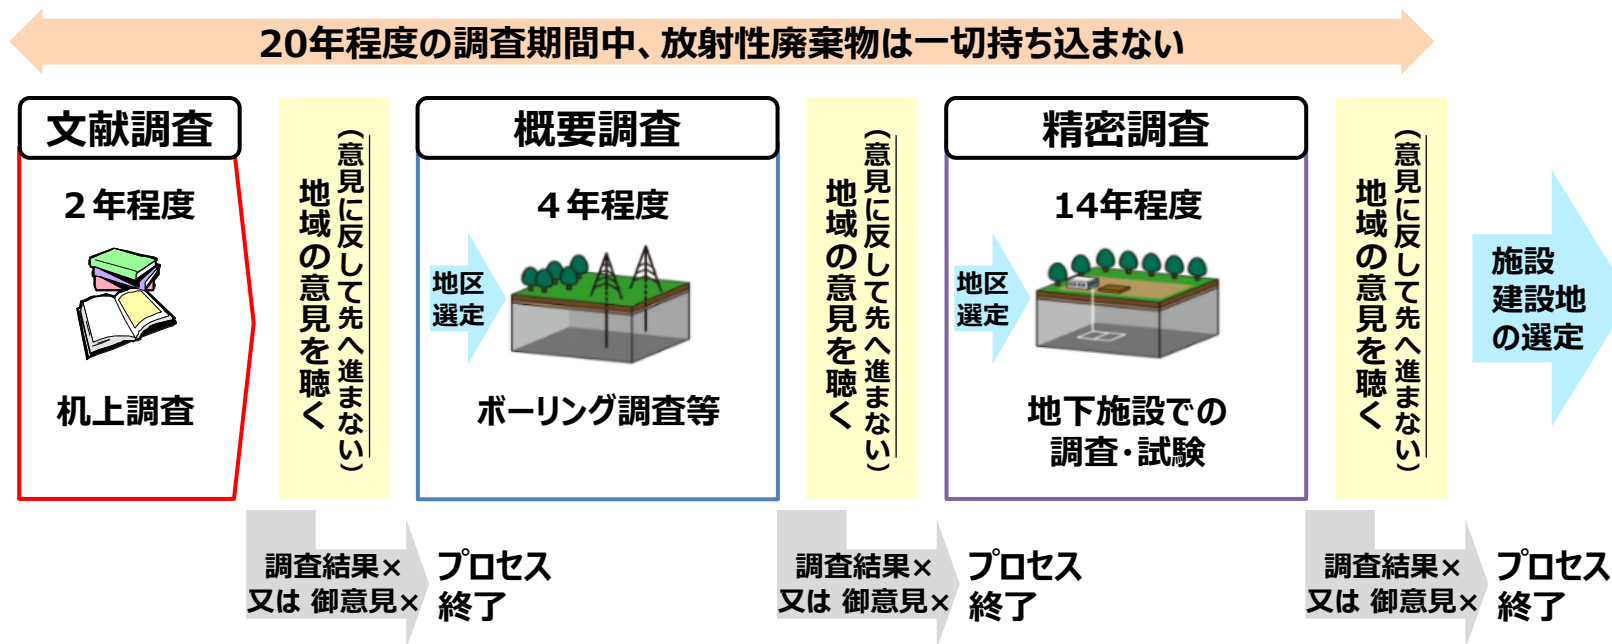 20年程度の調査期間中、放射性廃棄物は一切持ち込まない
文献調査
２年程度
机上調査
(意見に反して先へ進まない)
地域の意見を聴く
調査結果×
又は 御意見×
プロセス
終了
概要調査
４年程度
地区
選定
ボーリング調査等
(意見に反して先へ進まない)
地域の意見を聴く
調査結果×
又は 御意見×
プロセス
終了
精密調査
14年程度
地区
選定
地下施設での
調査･試験
(意見に反して先へ進まない)
地域の意見を聴く
調査結果×
又は 御意見×
プロセス
終了
施設
建設地
の選定